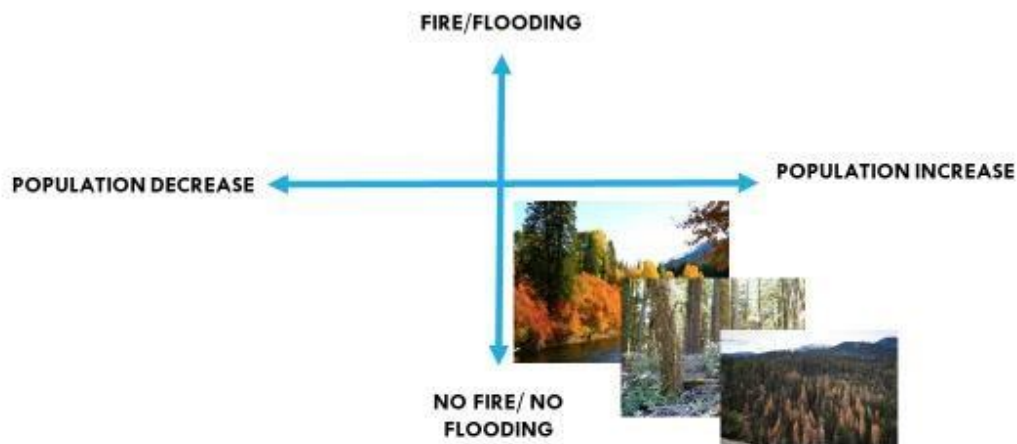 FIRE/FLOODING
POPULATION DECREASE
POPULATION INCREASE
NO FIRE/ NO
FLOODING